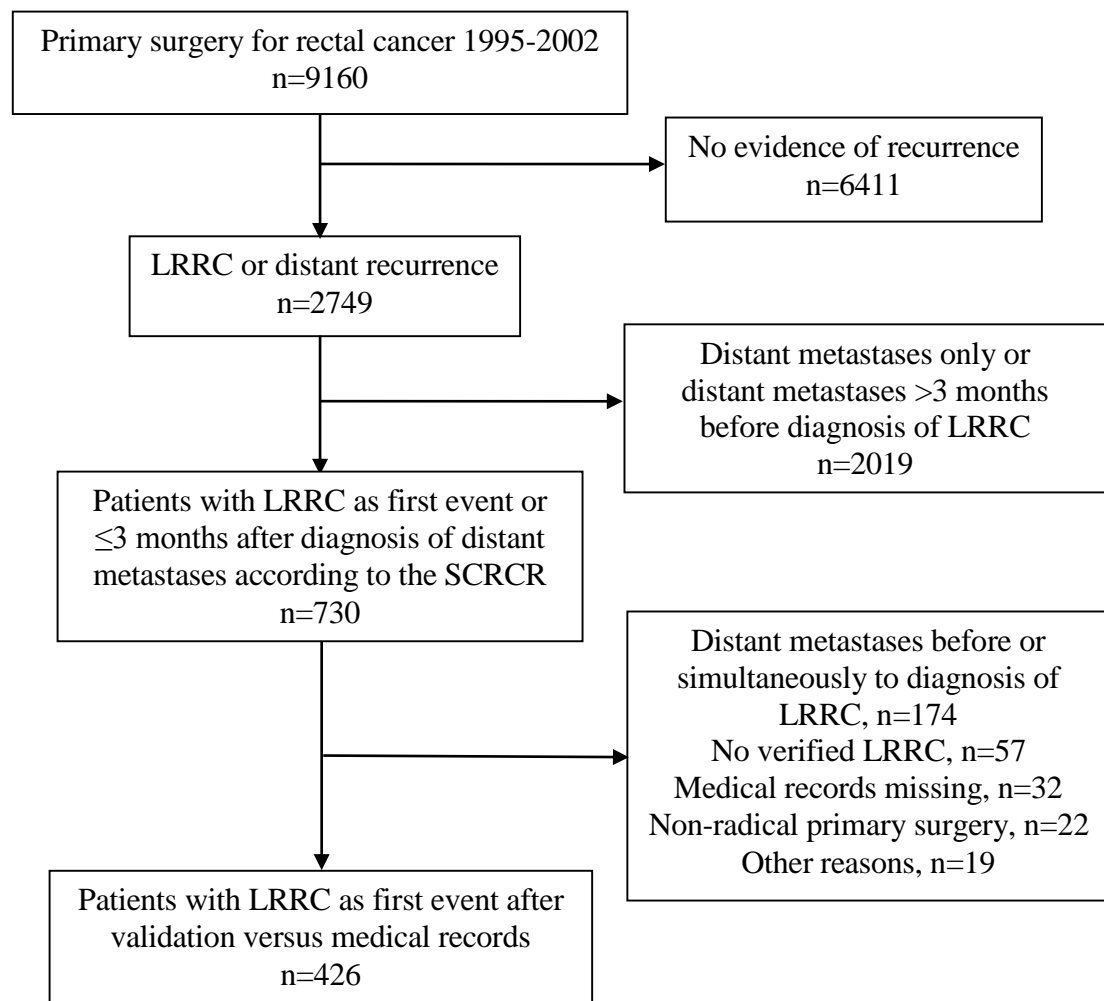 Primary surgery for rectal cancer 1995-2002
n=9160
No evidence of recurrence
n=6411
LRRC or distant recurrence
n=2749
Distant metastases only or
distant metastases >3 months
before diagnosis of LRRC
n=2019
Patients with LRRC as first event or
≤3 months after diagnosis of distant
metastases according to the SCRCR
n=730
Distant metastases before or
simultaneously to diagnosis of
LRRC, n=174
No verified LRRC, n=57
Medical records missing, n=32
Non-radical primary surgery, n=22
Other reasons, n=19
Patients with LRRC as first event after
validation versus medical records
n=426